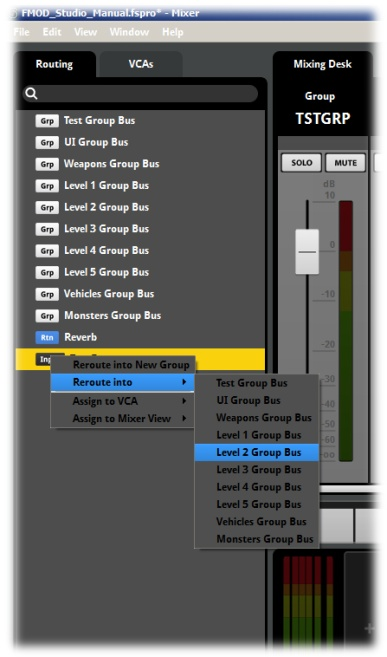 FMOD_Studio_Manual.fspro* - Mixer
File Edit View Window Help
Routing VCAs Mixing Desk
Group
TSTGRP
SOLO MUTE
Grp Test Group Bus
Grp UI Group Bus
Grp Weapons Group Bus
Grp Level 1 Group Bus
Grp Level 2 Group Bus
Grp Level 3 Group Bus
Grp Level 4 Group Bus
Grp Level 5 Group Bus
Grp Vehicles Group Bus
Grp Monsters Group Bus
Rtn Reverb
Reroute into New Group
Reroute into
Assign to VCA
Assign to Mixer View
Test Group Bus
UI Group Bus
Weapons Group Bus
Level 1 Group Bus
Level 2 Group Bus
Level 3 Group Bus
Level 4 Group Bus
Level 5 Group Bus
Vehicles Group Bus
Monsters Group Bus
dB
10
0
-10
-20
-30
-40
-50
-60